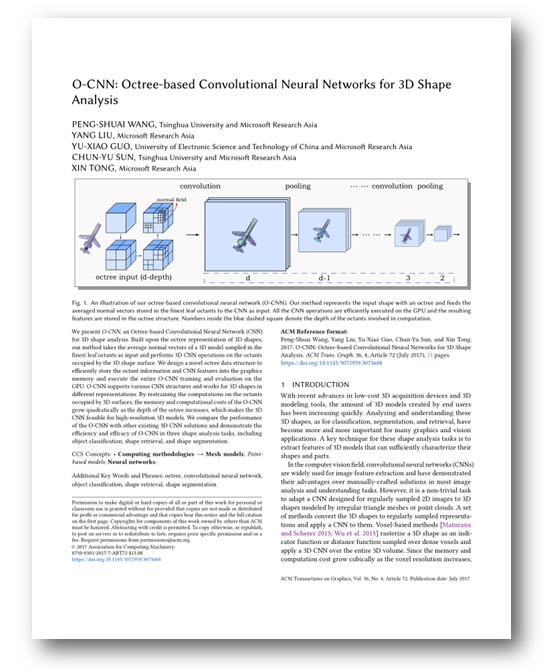 O-CNN: Octree-based Convolutional Neural Networks for 3D Shape
Analysis
PENG-SHUAI WANG, Tsinghua University and Microsoft Research Asia
YANG LIU, Microsoft Research Asia
YU-XIAO GUO, University of Electronic Science and Technology of China and Microsoft Research Asia
CHUN-YU SUN, Tsinghua University and Microsoft Research Asia
XIN TONG, Microsoft Research Asia
convolution pooling ⋯ ⋯ convolution pooling
normal field
⋯ ⋯
octree input (d-depth) d d-1 3 2
Fig. 1. An illustration of our octree-based convolutional neural network (O-CNN). Our method represents the input shape with an octree and feeds the
averaged normal vectors stored in the finest leaf octants to the CNN as input. All the CNN operations are efficiently executed on the GPU and the resulting
features are stored in the octree structure. Numbers inside the blue dashed square denote the depth of the octants involved in computation.
We present O-CNN, an Octree-based Convolutional Neural Network (CNN)
for 3D shape analysis. Built upon the octree representation of 3D shapes,
our method takes the average normal vectors of a 3D model sampled in the
finest leaf octants as input and performs 3D CNN operations on the octants
occupied by the 3D shape surface. We design a novel octree data structure to
efficiently store the octant information and CNN features into the graphics
memory and execute the entire O-CNN training and evaluation on the
GPU. O-CNN supports various CNN structures and works for 3D shapes in
different representations. By restraining the computations on the octants
occupied by 3D surfaces, the memory and computational costs of the O-CNN
grow quadratically as the depth of the octree increases, which makes the 3D
CNN feasible for high-resolution 3D models. We compare the performance
of the O-CNN with other existing 3D CNN solutions and demonstrate the
efficiency and efficacy of O-CNN in three shape analysis tasks, including
object classification, shape retrieval, and shape segmentation.
CCS Concepts: • Computing methodologies → Mesh models; Point-
based models; Neural networks;
Additional Key Words and Phrases: octree, convolutional neural network,
object classification, shape retrieval, shape segmentation
Permission to make digital or hard copies of all or part of this work for personal or
classroom use is granted without fee provided that copies are not made or distributed
for profit or commercial advantage and that copies bear this notice and the full citation
on the first page. Copyrights for components of this work owned by others than ACM
must be honored. Abstracting with credit is permitted. To copy otherwise, or republish,
to post on servers or to redistribute to lists, requires prior specific permission and/or a
fee. Request permissions from permissions@acm.org.
© 2017 Association for Computing Machinery.
0730-0301/2017/7-ART72 $15.00
https://doi.org/10.1145/3072959.3073608
ACM Reference format:
Peng-Shuai Wang, Yang Liu, Yu-Xiao Guo, Chun-Yu Sun, and Xin Tong.
2017. O-CNN: Octree-based Convolutional Neural Networks for 3D Shape
Analysis. ACM Trans. Graph. 36, 4, Article 72 (July 2017), 11 pages.
https://doi.org/10.1145/3072959.3073608
1 INTRODUCTION
With recent advances in low-cost 3D acquisition devices and 3D
modeling tools, the amount of 3D models created by end users
has been increasing quickly. Analyzing and understanding these
3D shapes, as for classification, segmentation, and retrieval, have
become more and more important for many graphics and vision
applications. A key technique for these shape analysis tasks is to
extract features of 3D models that can sufficiently characterize their
shapes and parts.
In the computer vision field, convolutional neural networks (CNNs)
are widely used for image feature extraction and have demonstrated
their advantages over manually-crafted solutions in most image
analysis and understanding tasks. However, it is a non-trivial task
to adapt a CNN designed for regularly sampled 2D images to 3D
shapes modeled by irregular triangle meshes or point clouds. A set
of methods convert the 3D shapes to regularly sampled representa-
tions and apply a CNN to them. Voxel-based methods [Maturana
and Scherer 2015; Wu et al. 2015] rasterize a 3D shape as an indi-
cator function or distance function sampled over dense voxels and
apply a 3D CNN over the entire 3D volume. Since the memory and
computation cost grow cubically as the voxel resolution increases,
ACM Transactions on Graphics, Vol. 36, No. 4, Article 72. Publication date: July 2017.